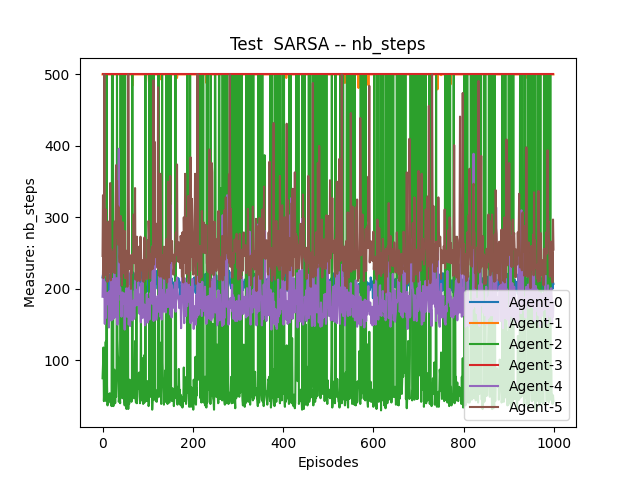 Test  SARSA -- nb_steps
Measure: nb_steps
500
400
300
200
100
0
200
400
600
800
1000
Episodes
Agent-0
Agent-1
Agent-2
Agent-3
Agent-4
Agent-5